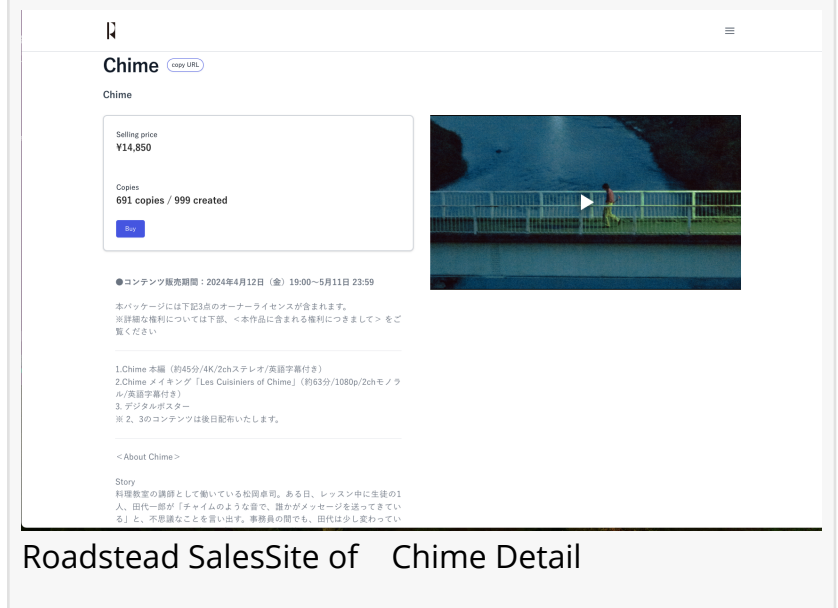 Chime copy URL
Chime
Selling price
¥14,850
Copies
691 copies / 999 created
Buy
●コンテンツ販売期間：2024年4月12日（金）19:00〜5月11日 23:59
本パッケージには下記3点のオーナーライセンスが含まれます。
※詳細な権利については下部、＜本作品に含まれる権利につきまして＞ をご
覧ください
1.Chime 本編（約45分/4K/2chステレオ/英語字幕付き）
2.Chime メイキング「Les Cuisiniers of Chime」（約63分/1080p/2chモノラ
ル/英語字幕付き）
3. デジタルポスター
※ 2、3のコンテンツは後日配布いたします。
＜About Chime＞
Story
料理教室の講師として働いている松岡卓司。ある日、レッスン中に生徒の1
人、田代一郎が「チャイムのような音で、誰かがメッセージを送ってきてい
る」と、不思議なことを言い出す。事務員の間でも、田代は少し変わってい
Roadstead SalesSite of　Chime Detail